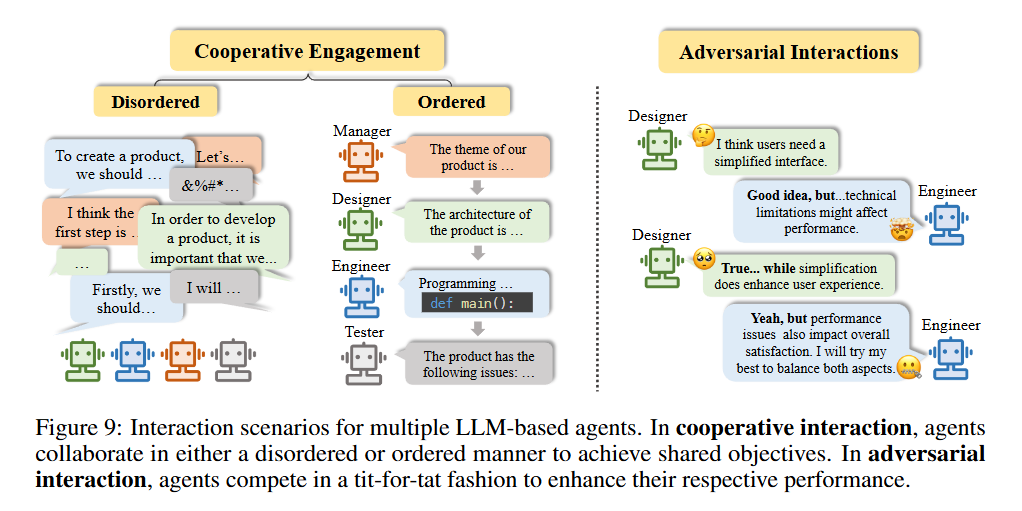 Cooperative Engagement
Disordered
To create a product,
we should …
Let's…
&%#*…
I think the
first step is …
In order to develop
a product, it is
important that we...
…
Firstly, we
should…
I will …
Ordered
Manager
The theme of our
product is …
Designer
The architecture of
the product is …
Engineer
Programming …
def main():
Tester
The product has the
following issues: …
Adversarial Interactions
Designer
I think users need a
simplified interface.
Engineer
Good idea, but...technical
limitations might affect
performance.
Designer
True... while simplification
does enhance user experience.
Engineer
Yeah, but performance
issues also impact overall
satisfaction. I will try my
best to balance both aspects.
Figure 9: Interaction scenarios for multiple LLM-based agents. In cooperative interaction, agents
collaborate in either a disordered or ordered manner to achieve shared objectives. In adversarial
interaction, agents compete in a tit-for-tat fashion to enhance their respective performance.